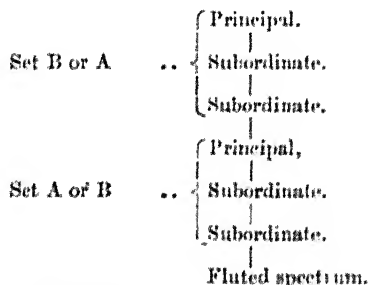 Principal.
Set B or A .. Subordinate.
Subordinate.
Principal,
Set A or B .. Subordinate.
Subordinate.
Fluted spectrum.